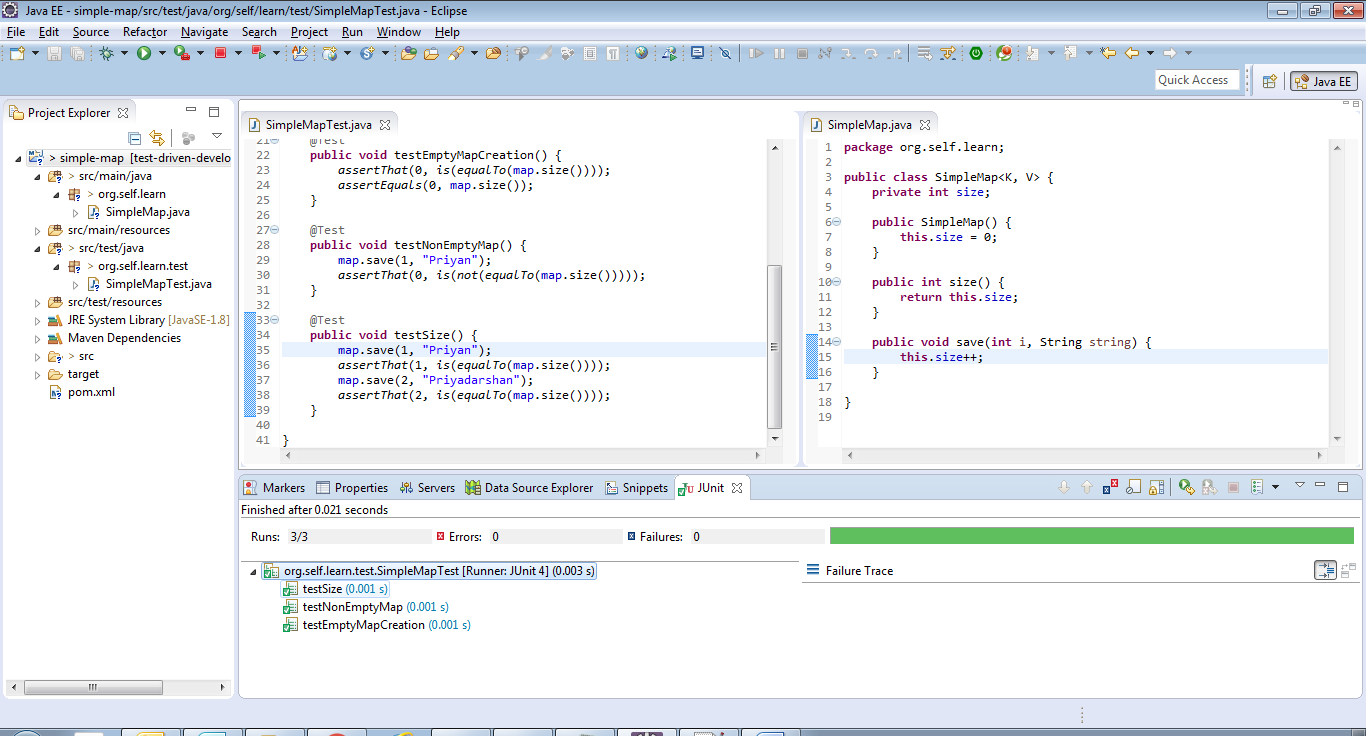 Java EE - simple-map/src/test/java/org/self/learn/test/SimpleMapTest.java - Eclipse
File Edit Source Refactor Navigate Search Project Run Window Help
Quick Access
Java EE
Project Explorer
> simple-map [test-driven-develo
> src/main/java
> org.self.learn
SimpleMap.java
src/main/resources
> src/test/java
> org.self.learn.test
SimpleMapTest.java
src/test/resources
JRE System Library [JavaSE-1.8]
Maven Dependencies
> src
target
pom.xml
SimpleMapTest.java
21 @Test
22 public void testEmptyMapCreation() {
23 assertThat(0, is(equalTo(map.size())));
24 assertEquals(0, map.size());
25 }
26
27 @Test
28 public void testNonEmptyMap() {
29 map.save(1, "Priyan");
30 assertThat(0, is(not(equalTo(map.size()))));
31 }
32
33 @Test
34 public void testSize() {
35 map.save(1, "Priyan");
36 assertThat(1, is(equalTo(map.size())));
37 map.save(2, "Priyadarshan");
38 assertThat(2, is(equalTo(map.size())));
39 }
40
41 }
SimpleMap.java
1 package org.self.learn;
2
3 public class SimpleMap<K, V> {
4 private int size;
5
6 public SimpleMap() {
7 this.size = 0;
8 }
9
10 public int size() {
11 return this.size;
12 }
13
14 public void save(int i, String string) {
15 this.size++;
16 }
17
18 }
19
Markers Properties Servers Data Source Explorer Snippets JUnit
Finished after 0.021 seconds
Runs: 3/3 Errors: 0 Failures: 0
org.self.learn.test.SimpleMapTest [Runner: JUnit 4] (0.003 s)
testSize (0.001 s)
testNonEmptyMap (0.001 s)
testEmptyMapCreation (0.001 s)
Failure Trace